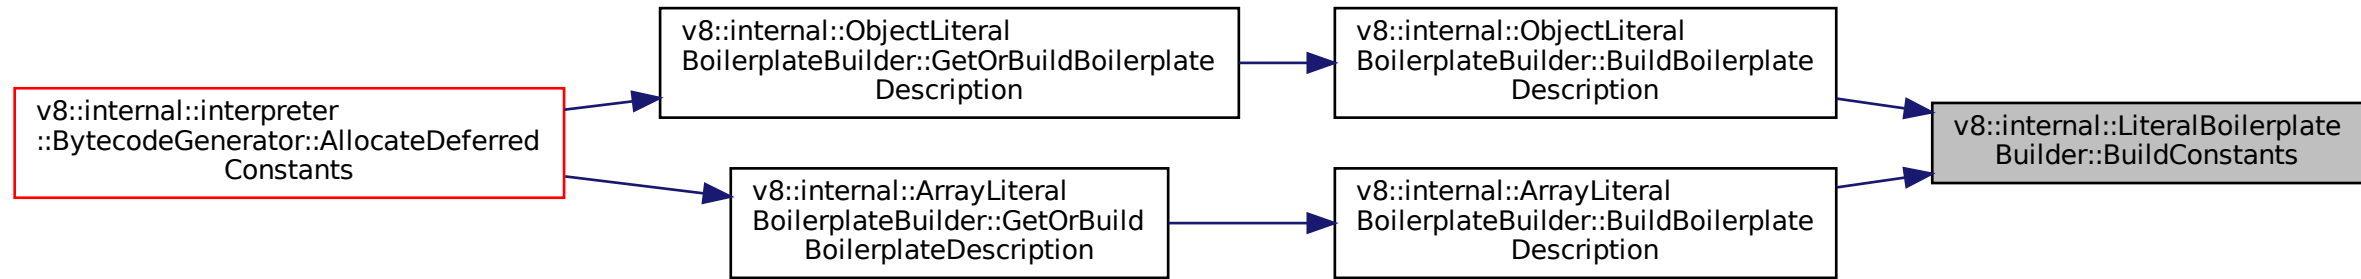 v8::internal::interpreter
::BytecodeGenerator::AllocateDeferred
Constants
v8::internal::ObjectLiteral
BoilerplateBuilder::GetOrBuildBoilerplate
Description
v8::internal::ArrayLiteral
BoilerplateBuilder::GetOrBuild
BoilerplateDescription
v8::internal::ObjectLiteral
BoilerplateBuilder::BuildBoilerplate
Description
v8::internal::ArrayLiteral
BoilerplateBuilder::BuildBoilerplate
Description
v8::internal::LiteralBoilerplate
Builder::BuildConstants